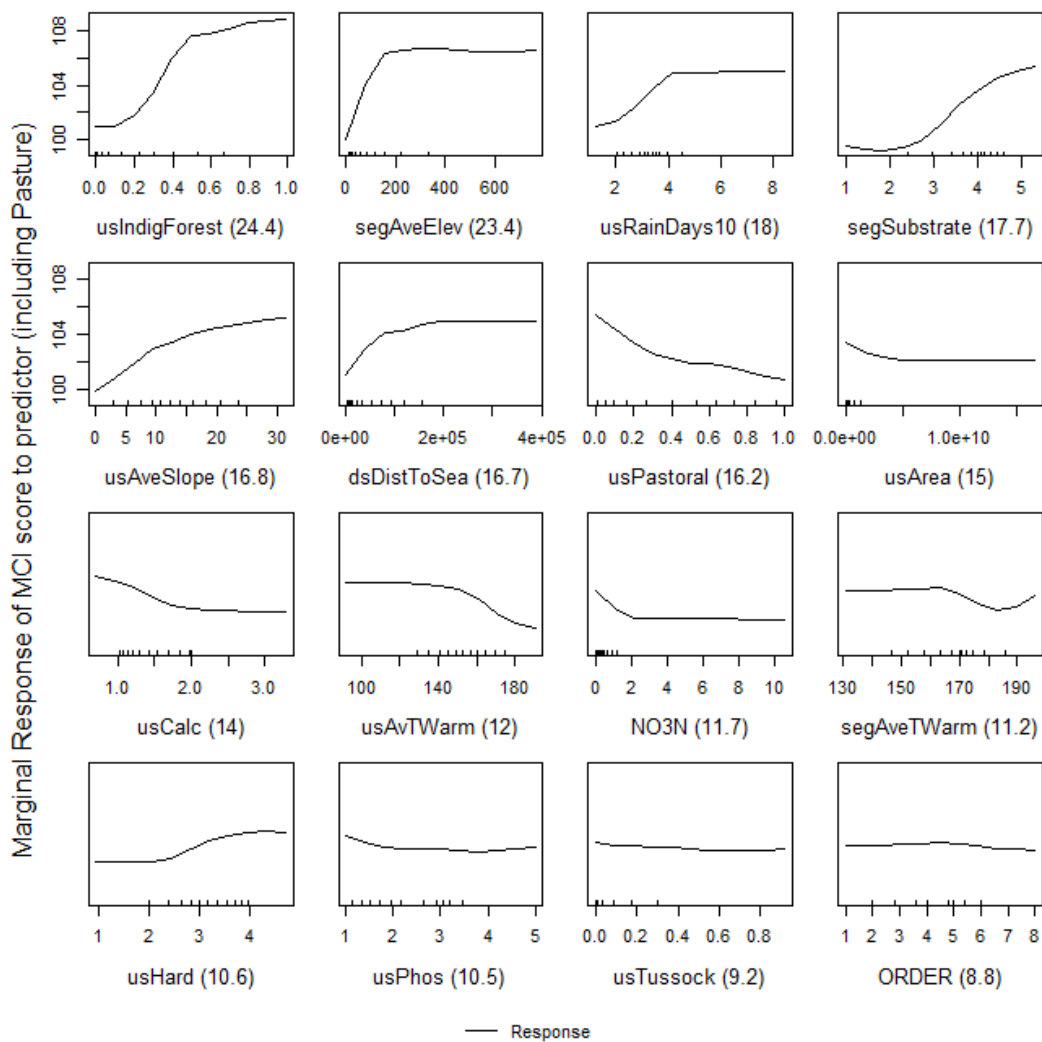 Marginal Response of MCI score to predictor (including Pasture)
100 104 108
0.0 0.2 0.4 0.6 0.8 1.0
usIndigForest (24.4)
0 200 400 600
segAveElev (23.4)
2 4 6 8
usRainDays10 (18)
1 2 3 4 5
segSubstrate (17.7)
100 104 108
0 5 10 20 30
usAveSlope (16.8)
0e+00 2e+05 4e+05
dsDistToSea (16.7)
0.0 0.2 0.4 0.6 0.8 1.0
usPastoral (16.2)
0.0e+00 1.0e+10
usArea (15)
1.0 2.0 3.0
usCalc (14)
100 140 180
usAvTWarm (12)
0 2 4 6 8 10
NO3N (11.7)
130 150 170 190
segAveTWarm (11.2)
1 2 3 4
usHard (10.6)
1 2 3 4 5
usPhos (10.5)
0.0 0.2 0.4 0.6 0.8
usTussock (9.2)
1 2 3 4 5 6 7 8
ORDER (8.8)
Response